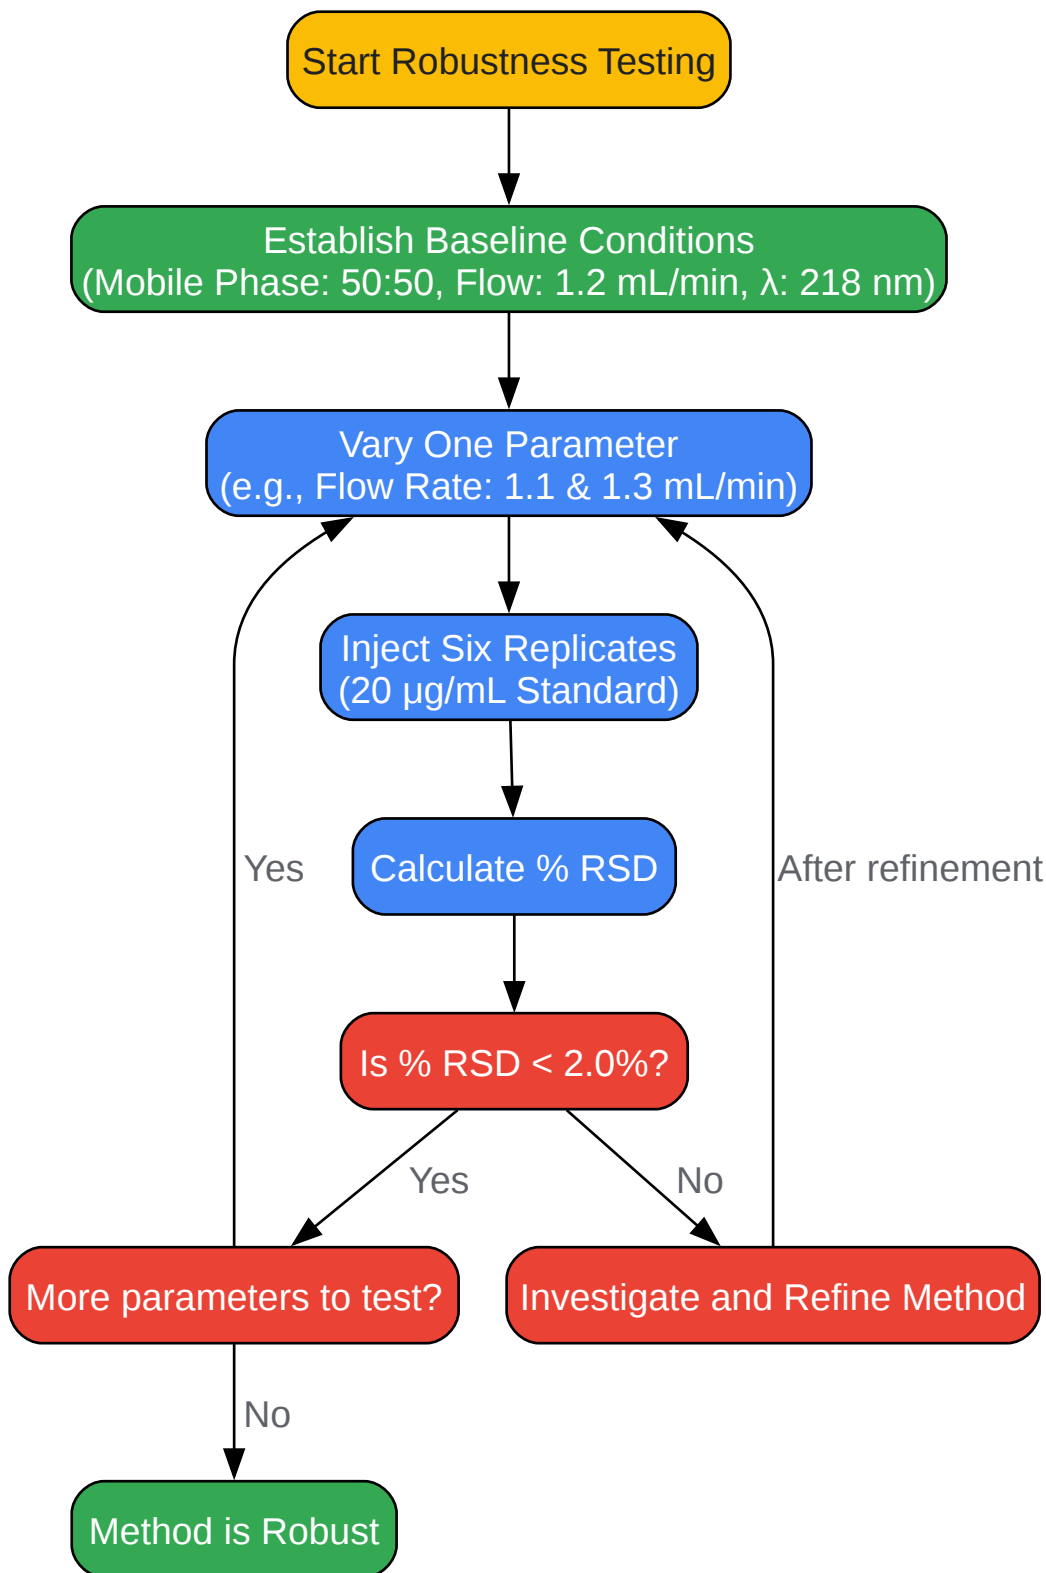 Start Robustness Testing
Establish Baseline Conditions
(Mobile Phase: 50:50, Flow: 1.2 mL/min, λ: 218 nm)
Vary One Parameter
(e.g., Flow Rate: 1.1 & 1.3 mL/min)
Inject Six Replicates
(20 μg/mL Standard)
Calculate % RSD
Yes
After refinement
Is % RSD < 2.0%?
Yes
No
More parameters to test?
Investigate and Refine Method
No
Method is Robust